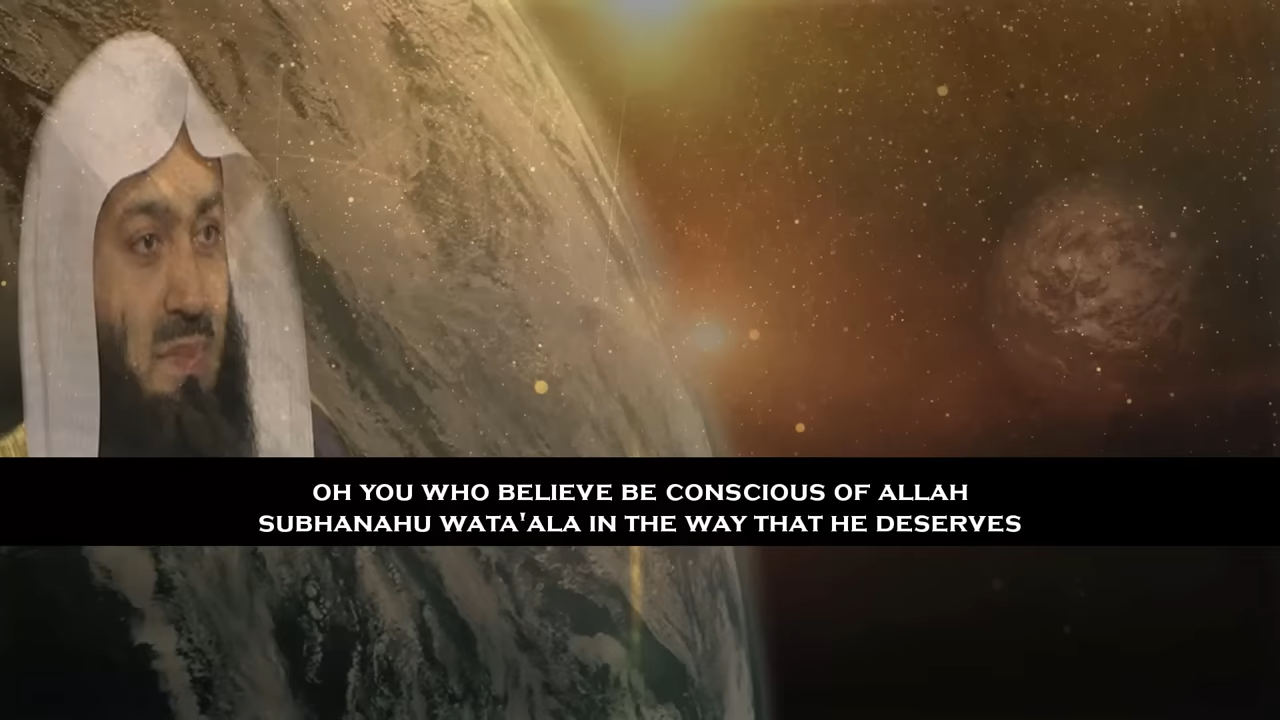 OH YOU WHO BELIEVE BE CONSCIOUS OF ALLAH
SUBHANAHU WATA'ALA IN THE WAY THAT HE DESERVES